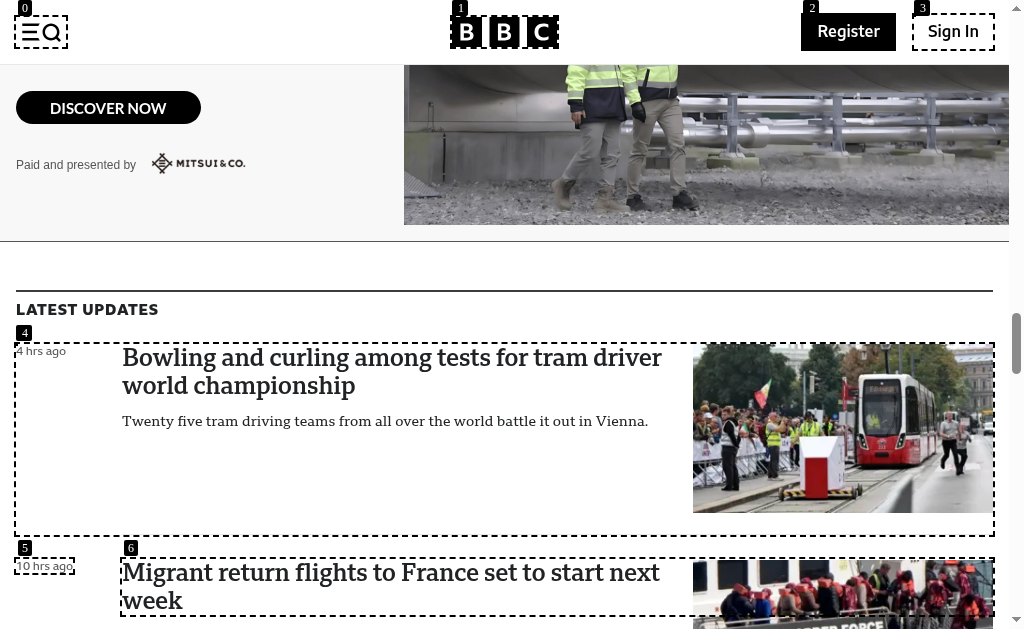 0
1
2
3
BBC
Register
Sign In
DISCOVER NOW
Paid and presented by
MITSUI & CO.
LATEST UPDATES
4
4 hrs ago
Bowling and curling among tests for tram driver
world championship
Twenty five tram driving teams from all over the world battle it out in Vienna.
5
6
10 hrs ago
Migrant return flights to France set to start next
week